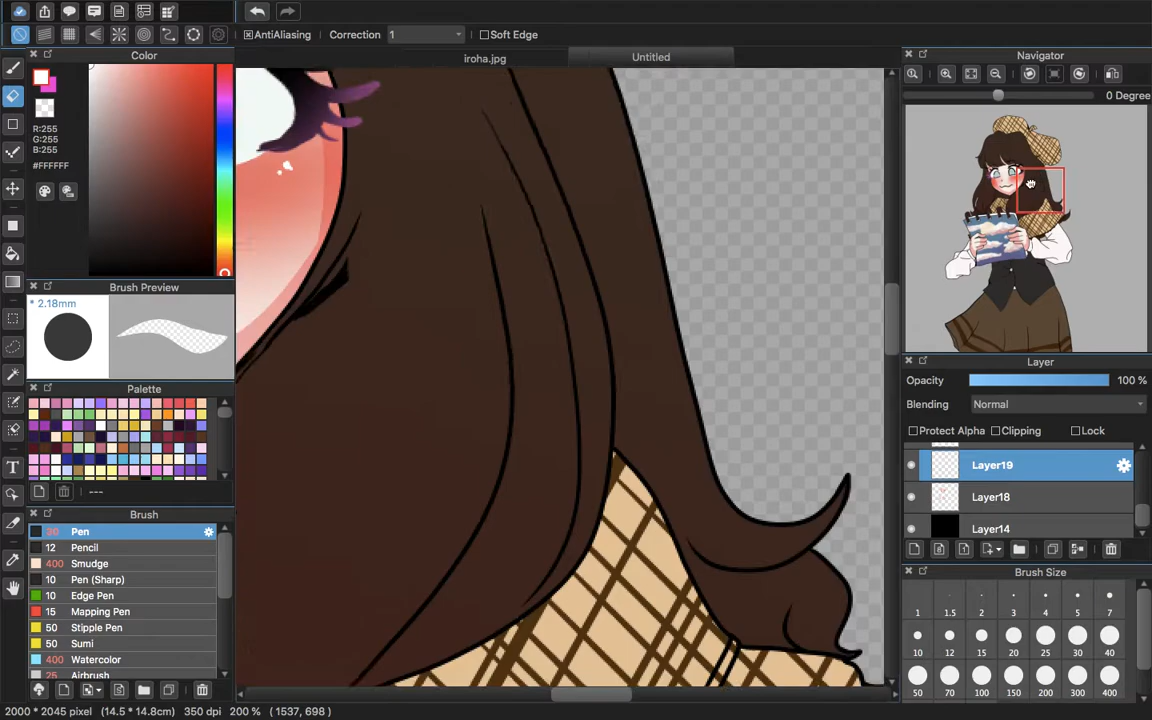 AntiAliasing Correction 1 Soft Edge
Color
iroha.jpg Untitled
Navigator
0 Degree
R:255
G:255
B:255
#FFFFFF
Brush Preview
* 2.18mm
Palette
---
Brush
30 Pen
12 Pencil
400 Smudge
10 Pen (Sharp)
10 Edge Pen
15 Mapping Pen
50 Stipple Pen
50 Sumi
400 Watercolor
25 Airbrush
Layer
Opacity 100 %
Blending Normal
Protect Alpha Clipping Lock
Layer19
Layer18
Layer14
Brush Size
1 1.5 2 3 4 5 7
10 12 15 20 25 30 40
50 70 100 150 200 300 400
2000 * 2045 pixel (14.5 * 14.8cm) 350 dpi 200 % ( 1537, 698 )